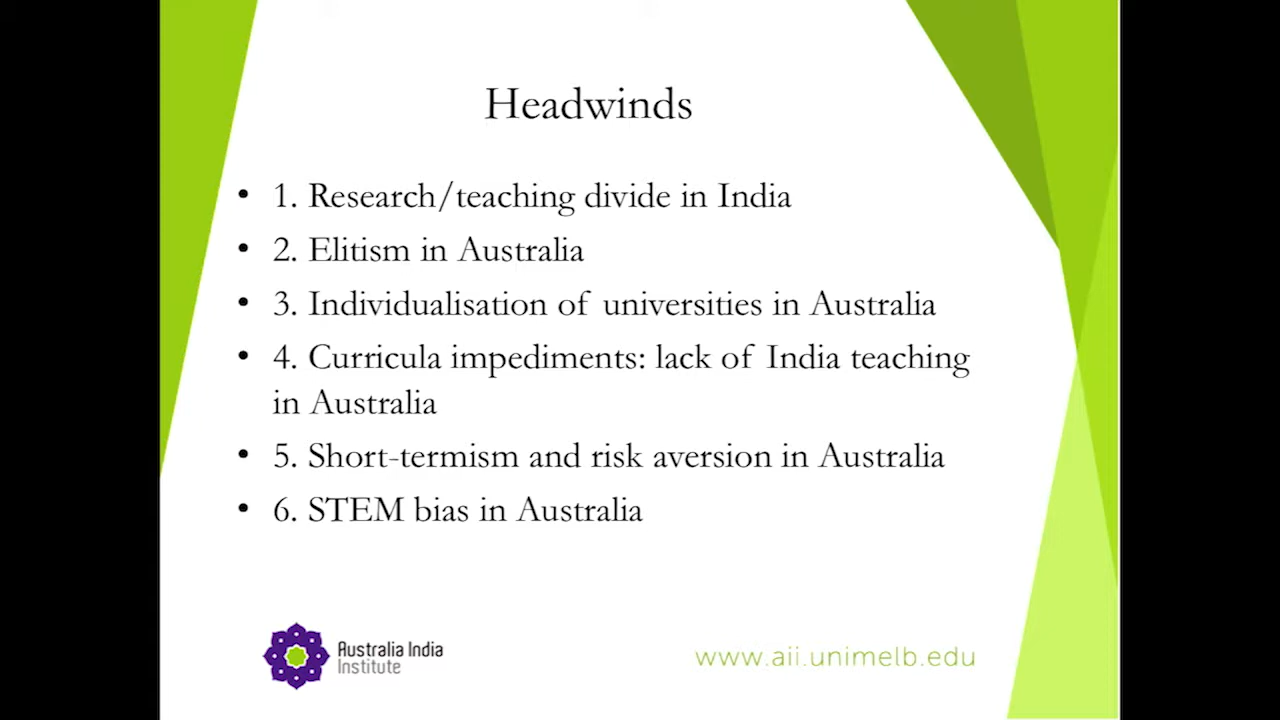 Headwinds
• 1. Research/teaching divide in India
• 2. Elitism in Australia
• 3. Individualisation of universities in Australia
• 4. Curricula impediments: lack of India teaching
in Australia
• 5. Short-termism and risk aversion in Australia
• 6. STEM bias in Australia
Australia India
Institute
www.aii.unimelb.edu